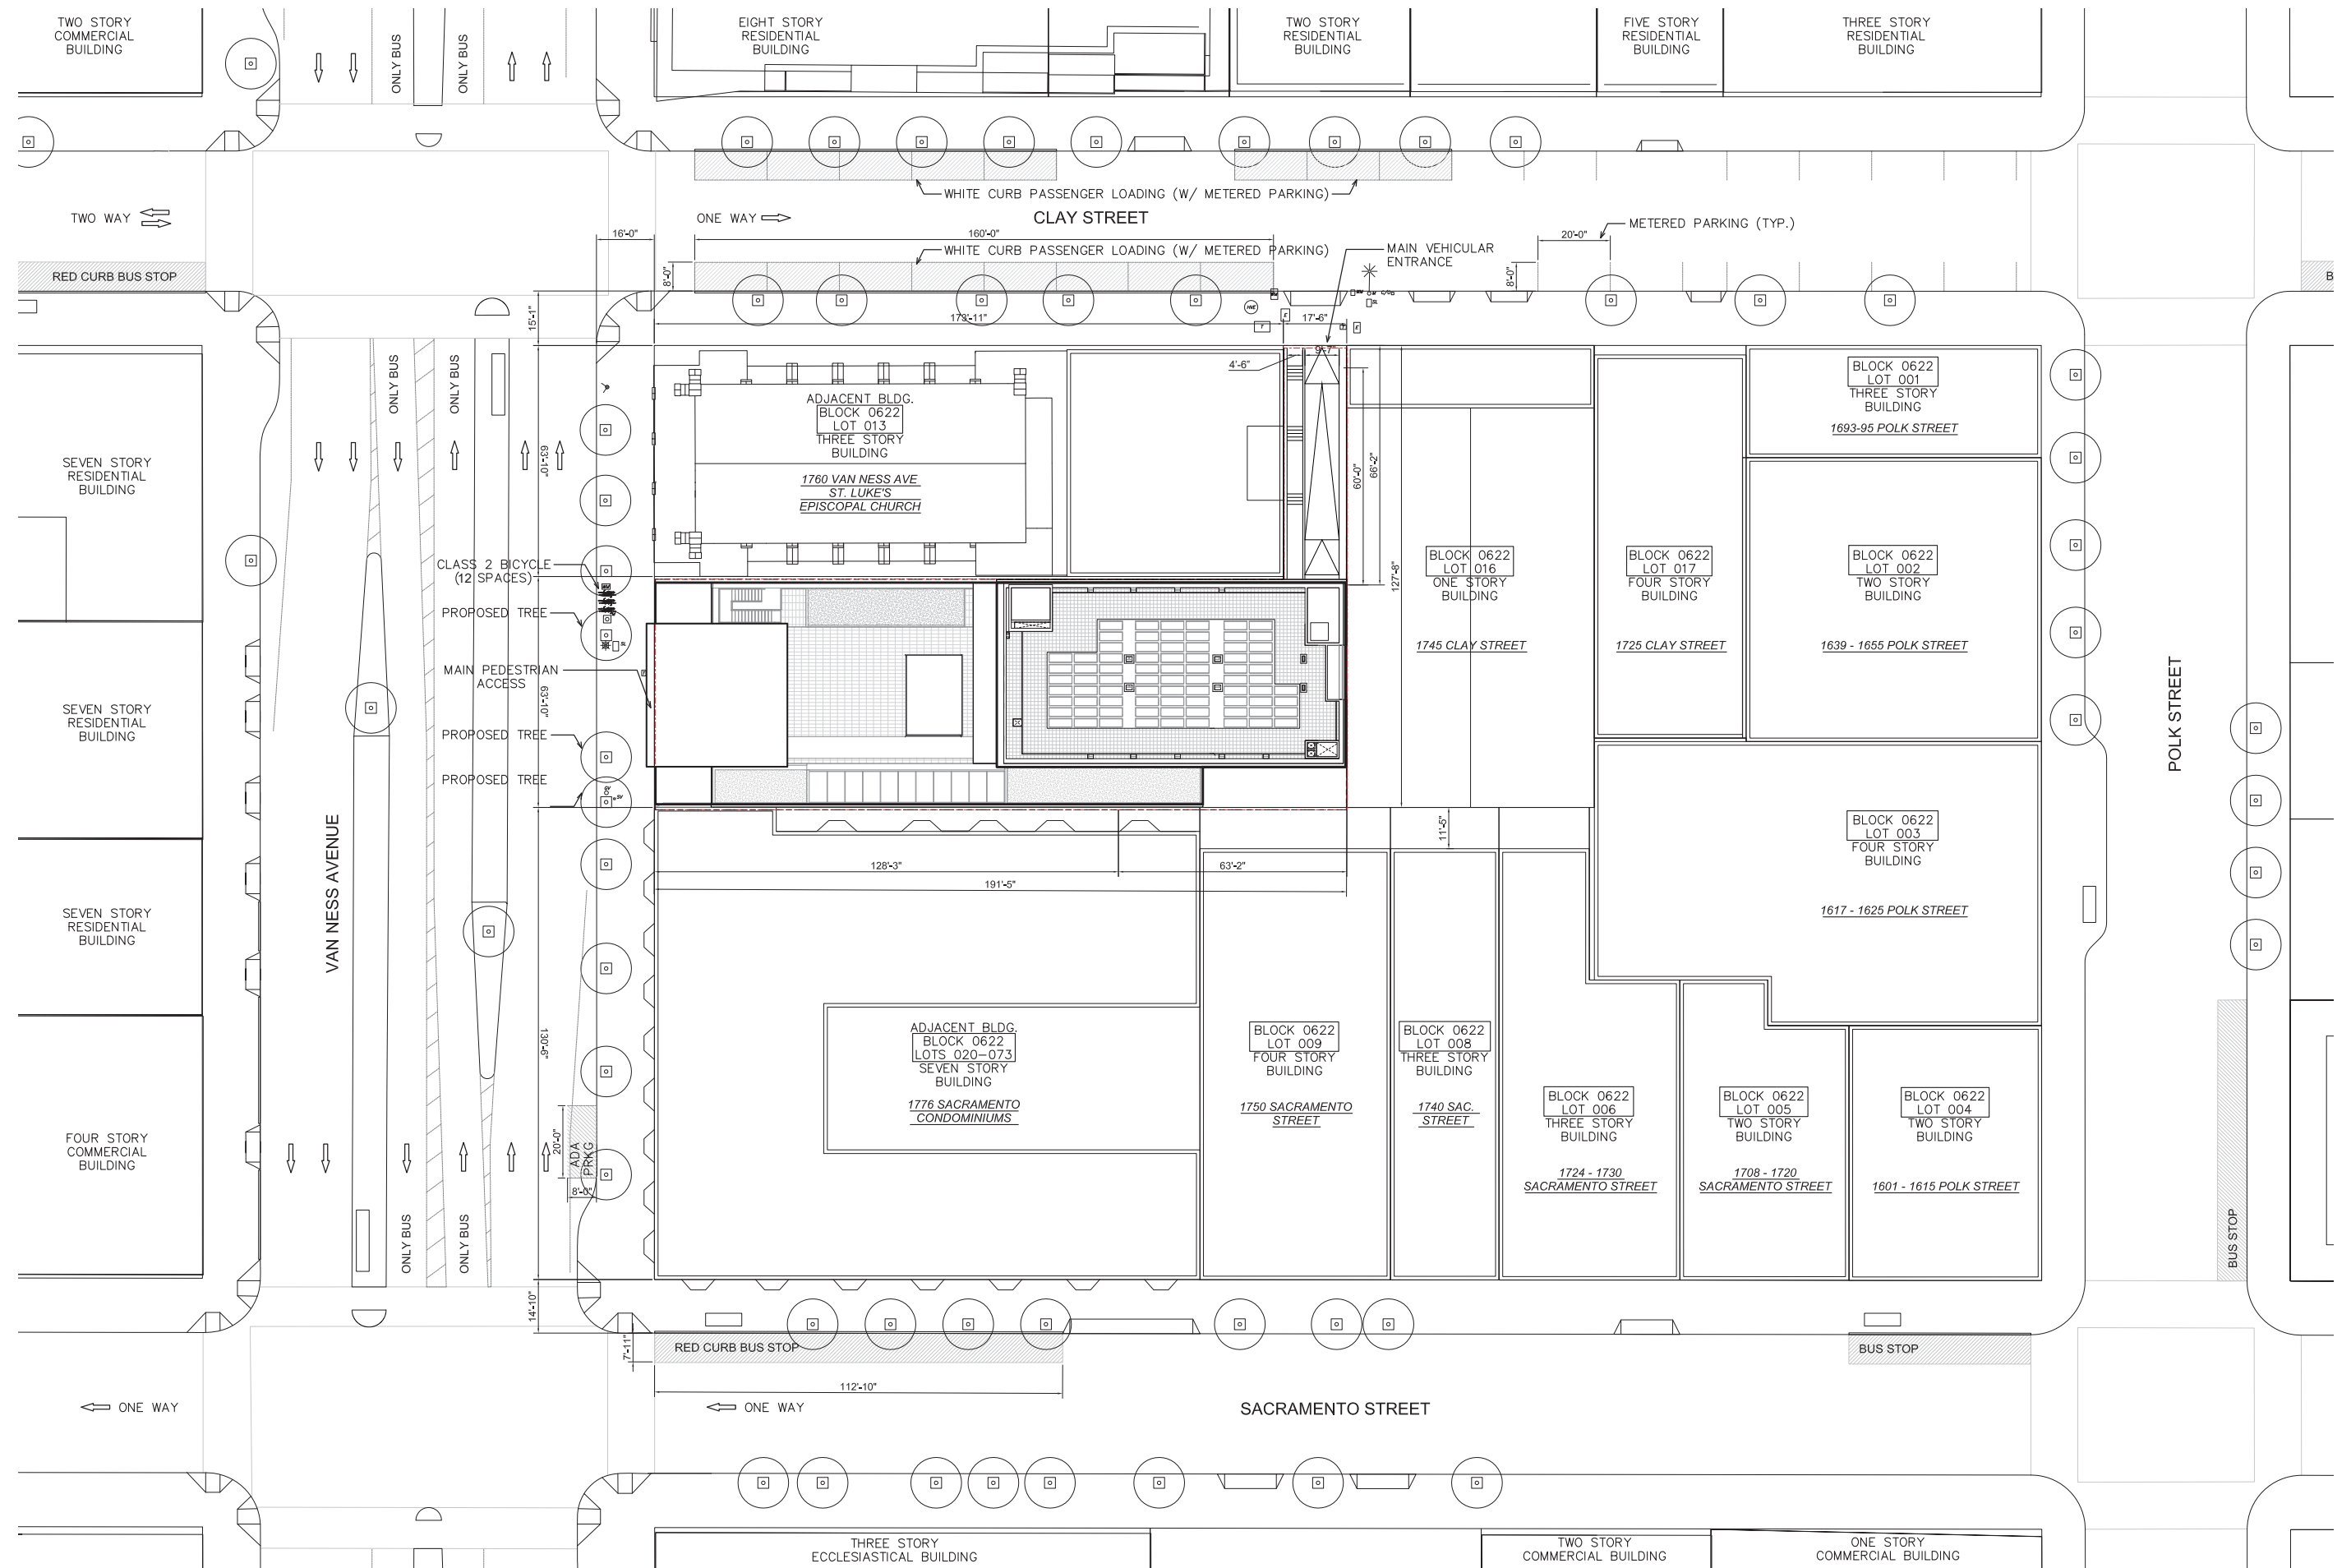 TWO STORY
COMMERCIAL
BUILDING
ONLY BUS
ONLY BUS
EIGHT STORY
RESIDENTIAL
BUILDING
TWO STORY
RESIDENTIAL
BUILDING
FIVE STORY
RESIDENTIAL
BUILDING
THREE STORY
RESIDENTIAL
BUILDING
WHITE CURB PASSENGER LOADING (W/ METERED PARKING)
TWO WAY
ONE WAY
CLAY STREET
METERED PARKING (TYP.)
16'-0"
160'-0"
20'-0"
WHITE CURB PASSENGER LOADING (W/ METERED PARKING)
MAIN VEHICULAR
ENTRANCE
RED CURB BUS STOP
8'-0"
8'-0"
B
15'-1"
173'-11"
17'-6"
HVE
T
E
E
9'-7"
4'-6"
ONLY BUS
ONLY BUS
ADJACENT BLDG.
BLOCK 0622
LOT 013
THREE STORY
BUILDING
1760 VAN NESS AVE
ST. LUKE'S
EPISCOPAL CHURCH
63'-10"
60'-0"
66'-2"
127'-8"
BLOCK 0622
LOT 001
THREE STORY
BUILDING
1693-95 POLK STREET
SEVEN STORY
RESIDENTIAL
BUILDING
CLASS 2 BICYCLE
(12 SPACES)
PROPOSED TREE
MAIN PEDESTRIAN
ACCESS
63'-10"
PROPOSED TREE
PROPOSED TREE
BLOCK 0622
LOT 016
ONE STORY
BUILDING
1745 CLAY STREET
BLOCK 0622
LOT 017
FOUR STORY
BUILDING
1725 CLAY STREET
BLOCK 0622
LOT 002
TWO STORY
BUILDING
1639 - 1655 POLK STREET
POLK STREET
SEVEN STORY
RESIDENTIAL
BUILDING
VAN NESS AVENUE
11'-5"
BLOCK 0622
LOT 003
FOUR STORY
BUILDING
1617 - 1625 POLK STREET
128'-3"
63'-2"
191'-5"
SEVEN STORY
RESIDENTIAL
BUILDING
130'-6"
ADJACENT BLDG.
BLOCK 0622
LOTS 020-073
SEVEN STORY
BUILDING
1776 SACRAMENTO
CONDOMINIUMS
BLOCK 0622
LOT 009
FOUR STORY
BUILDING
1750 SACRAMENTO
STREET
BLOCK 0622
LOT 008
THREE STORY
BUILDING
1740 SAC.
STREET
BLOCK 0622
LOT 006
THREE STORY
BUILDING
1724 - 1730
SACRAMENTO STREET
BLOCK 0622
LOT 005
TWO STORY
BUILDING
1708 - 1720
SACRAMENTO STREET
BLOCK 0622
LOT 004
TWO STORY
BUILDING
1601 - 1615 POLK STREET
FOUR STORY
COMMERCIAL
BUILDING
20'-0"
ADA
PRKG
8'-0"
ONLY BUS
ONLY BUS
BUS STOP
14'-10"
7'-11"
RED CURB BUS STOP
BUS STOP
112'-10"
ONE WAY
ONE WAY
SACRAMENTO STREET
THREE STORY
ECCLESIASTICAL BUILDING
TWO STORY
COMMERCIAL BUILDING
ONE STORY
COMMERCIAL BUILDING